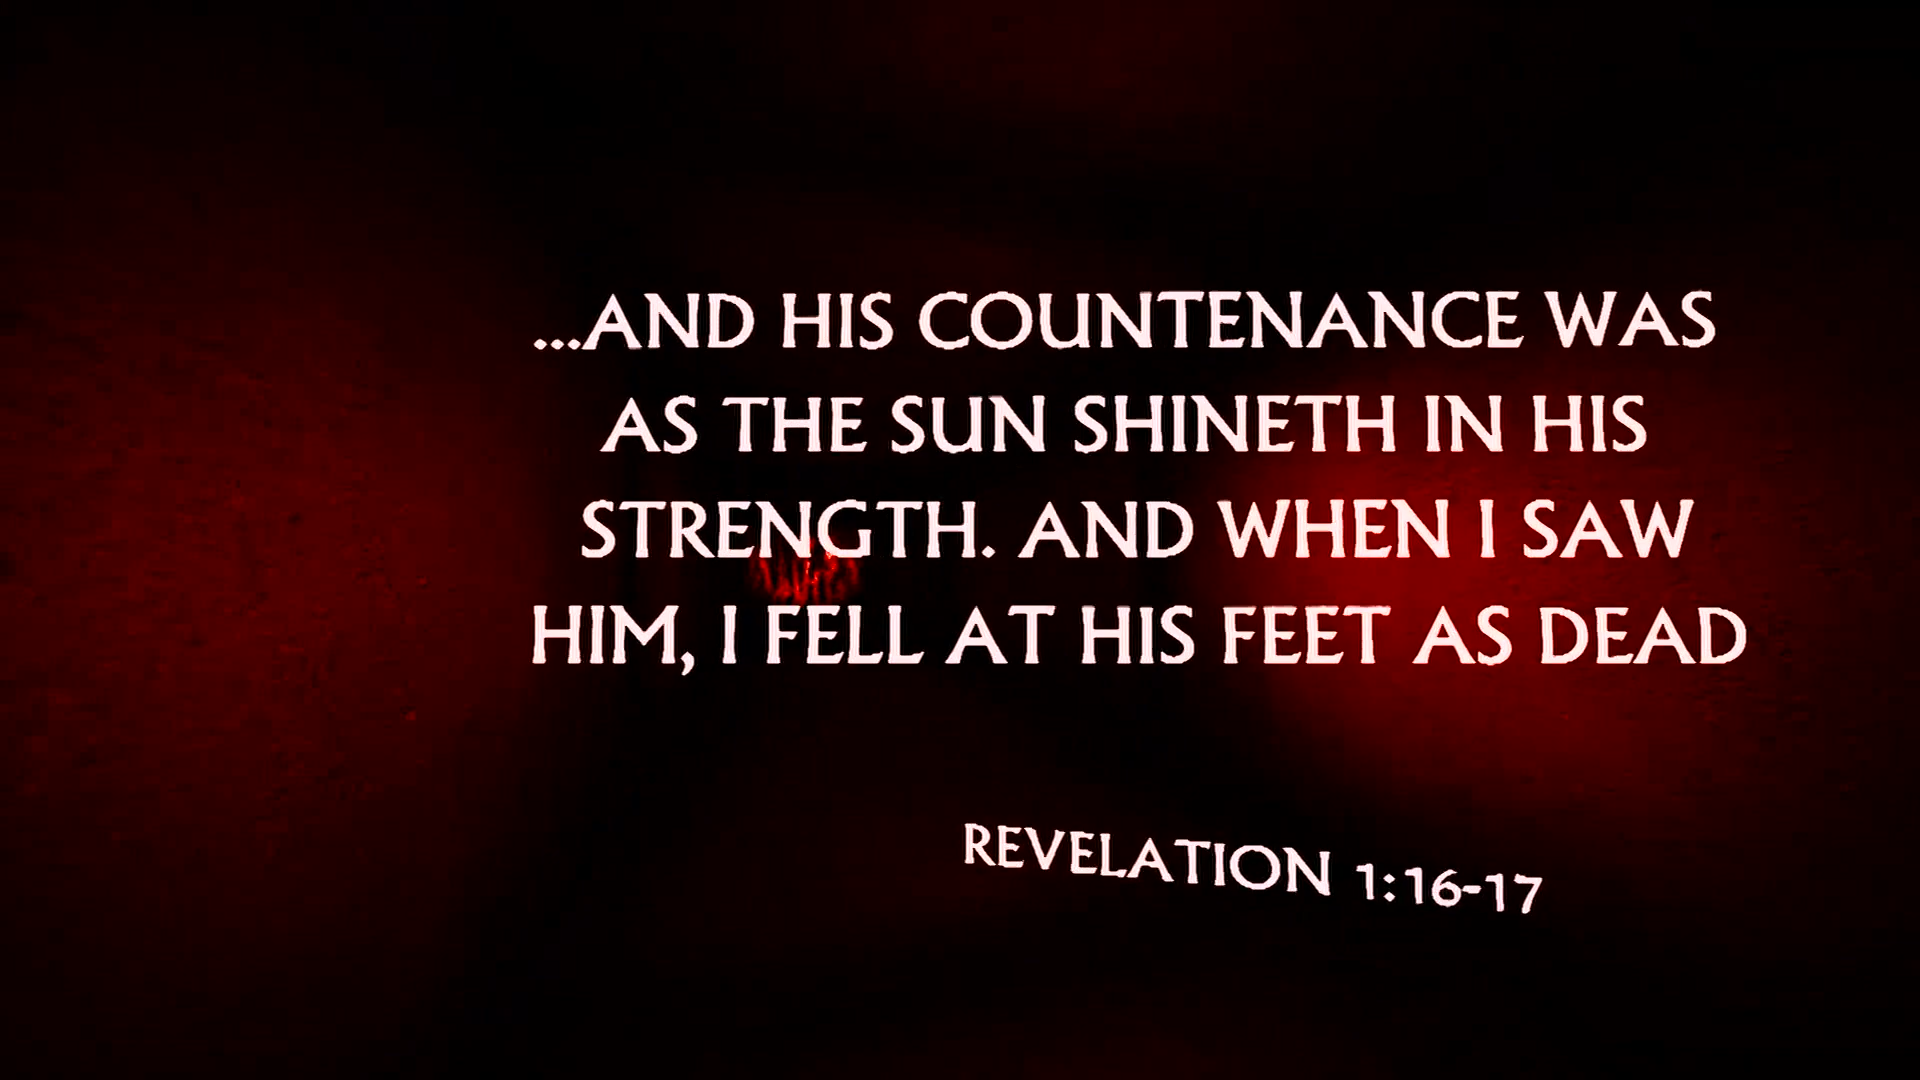 ...AND HIS COUNTENANCE WAS
AS THE SUN SHINETH IN HIS
STRENGTH. AND WHEN I SAW
HIM, I FELL AT HIS FEET AS DEAD
REVELATION 1:16-17